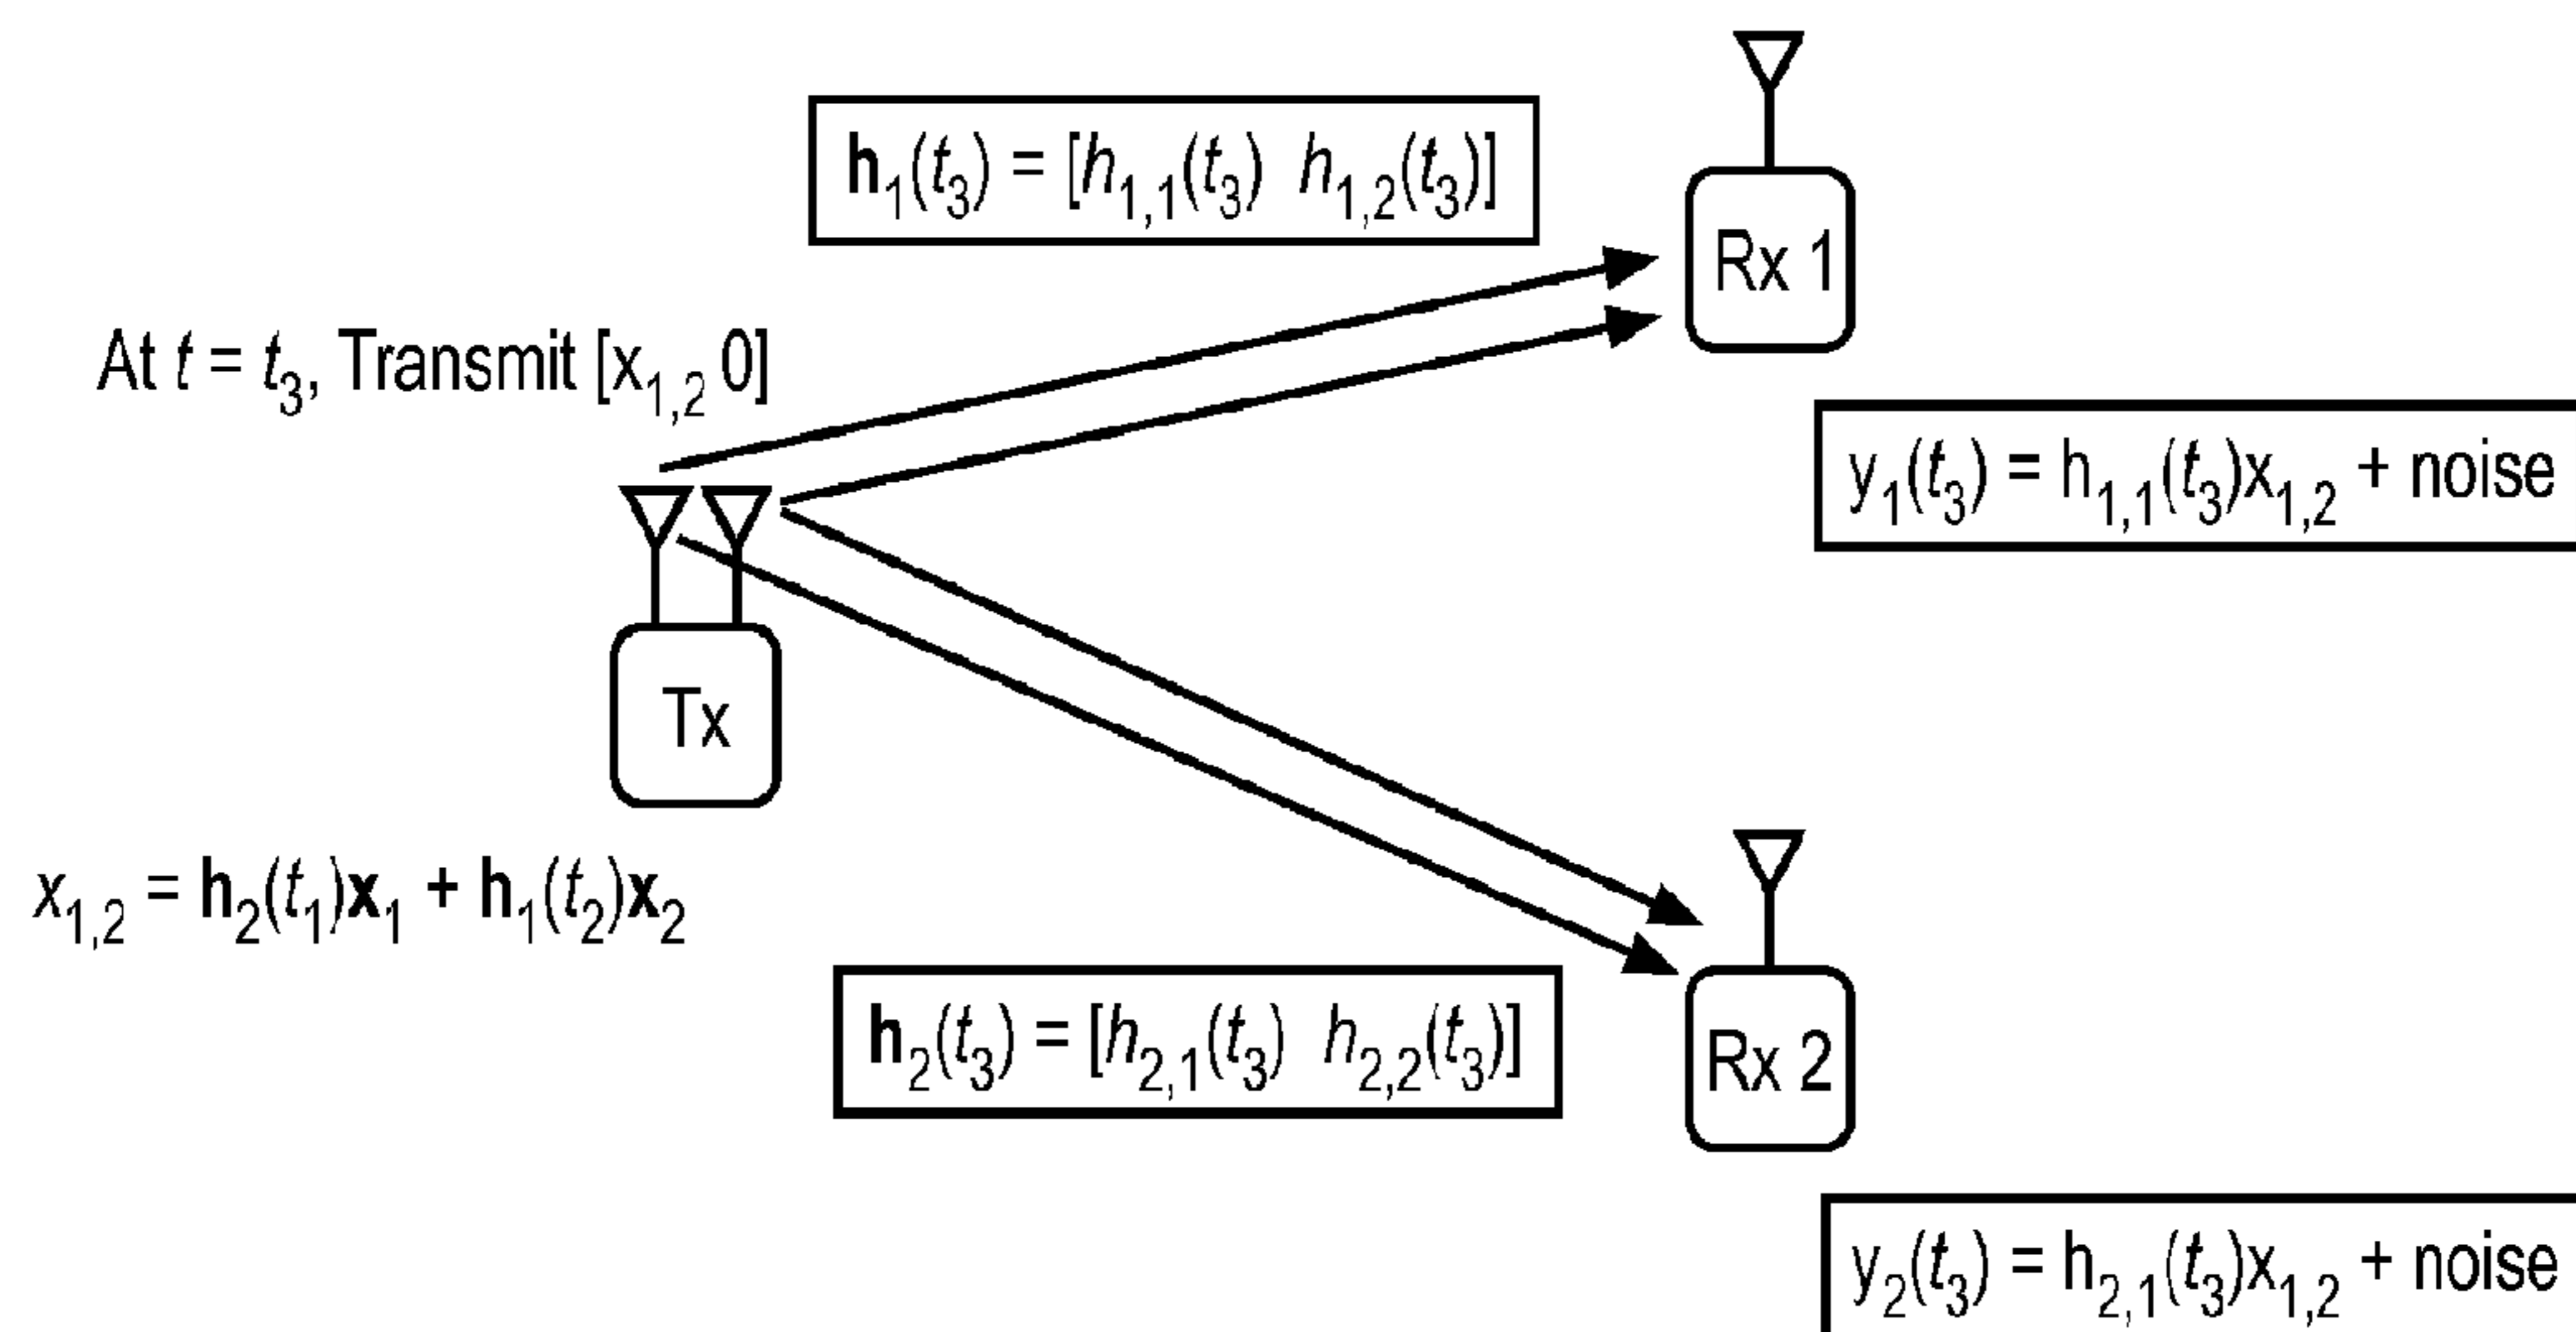 h₁(t₃) = [h₁,₁(t₃) h₁,₂(t₃)]
Rx 1
At t = t₃, Transmit [x₁,₂ 0]
y₁(t₃) = h₁,₁(t₃)x₁,₂ + noise
Tx
x₁,₂ = h₂(t₁)x₁ + h₁(t₂)x₂
h₂(t₃) = [h₂,₁(t₃) h₂,₂(t₃)]
Rx 2
y₂(t₃) = h₂,₁(t₃)x₁,₂ + noise